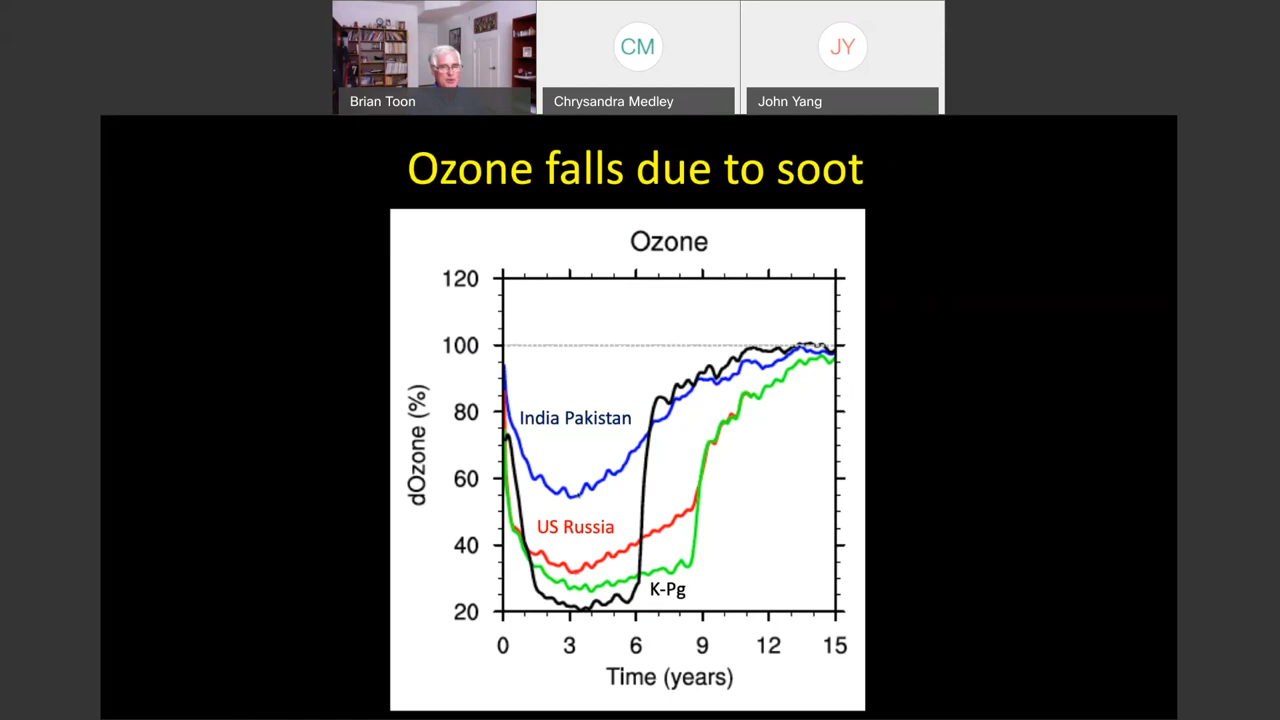 CM
JY
Brian Toon
Chrysandra Medley
John Yang
Ozone falls due to soot
Ozone
120
100
80
60
40
20
dOzone (%)
India Pakistan
US Russia
K-Pg
0 3 6 9 12 15
Time (years)